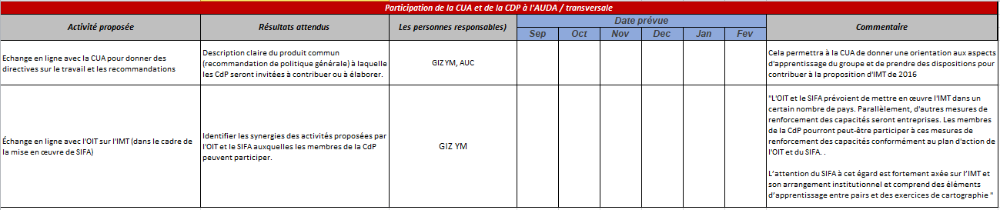 Participation de la CUA et de la CDP à l'AUDA / transversale
Activité proposée
Résultats attendus
Les personnes responsables)
Date prévue
Sep Oct Nov Dec Jan Fev
Commentaire
Echange en ligne avec la CUA pour donner des
directives sur le travail et les recommandations
Description claire du produit commun
(recommandation de politique générale) à laquelle
les CdP seront invitées à contribuer ou à élaborer.
GIZ YM, AUC
Cela permettra à la CUA de donner une orientation aux aspects
d'apprentissage du groupe et de prendre des dispositions pour
contribuer à la proposition d'IMT de 2016
Échange en ligne avec l'OIT sur l'IMT (dans le cadre de
la mise en œuvre de SIFA)
Identifier les synergies des activités proposées par
l'OIT et le SIFA auxquelles les membres de la CdP
peuvent participer.
GIZ YM
"L'OIT et le SIFA prévoient de mettre en œuvre l'IMT dans un
certain nombre de pays. Parallèlement, d'autres mesures de
renforcement des capacités seront entreprises. Les membres
de la CdP pourront peut-être participer à ces mesures de
renforcement des capacités conformément au plan d'action de
l'OIT et du SIFA. .
L’attention du SIFA à cet égard est fortement axée sur l’IMT et
son arrangement institutionnel et comprend des éléments
d’apprentissage entre pairs et des exercices de cartographie "